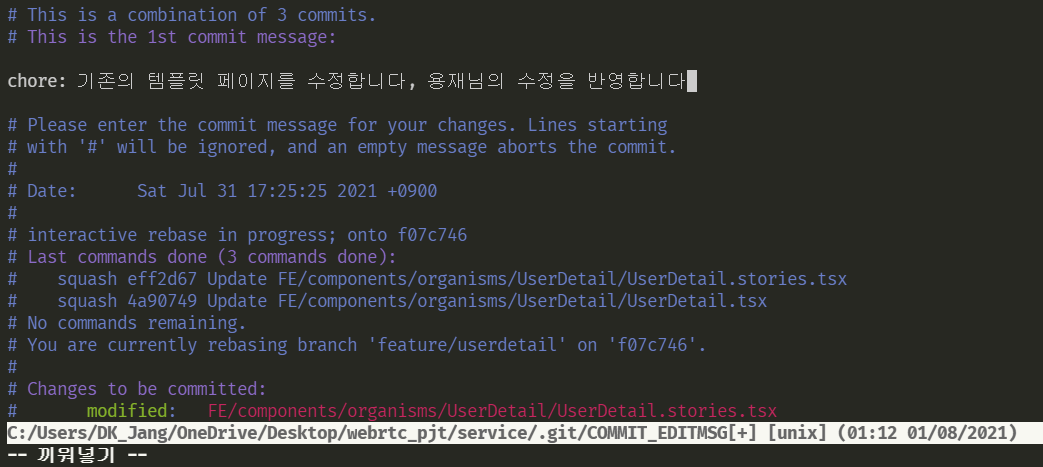 # This is a combination of 3 commits.
# This is the 1st commit message:
chore: 기존의 템플릿 페이지를 수정합니다, 용재님의 수정을 반영합니다
# Please enter the commit message for your changes. Lines starting
# with '#' will be ignored, and an empty message aborts the commit.
#
# Date:      Sat Jul 31 17:25:25 2021 +0900
#
# interactive rebase in progress; onto f07c746
# Last commands done (3 commands done):
#    squash eff2d67 Update FE/components/organisms/UserDetail/UserDetail.stories.tsx
#    squash 4a90749 Update FE/components/organisms/UserDetail/UserDetail.tsx
# No commands remaining.
# You are currently rebasing branch 'feature/userdetail' on 'f07c746'.
#
# Changes to be committed:
#       modified:   FE/components/organisms/UserDetail/UserDetail.stories.tsx
C:/Users/DK_Jang/OneDrive/Desktop/webrtc_pjt/service/.git/COMMIT_EDITMSG[+] [unix] (01:12 01/08/2021)
-- 끼워넣기 --